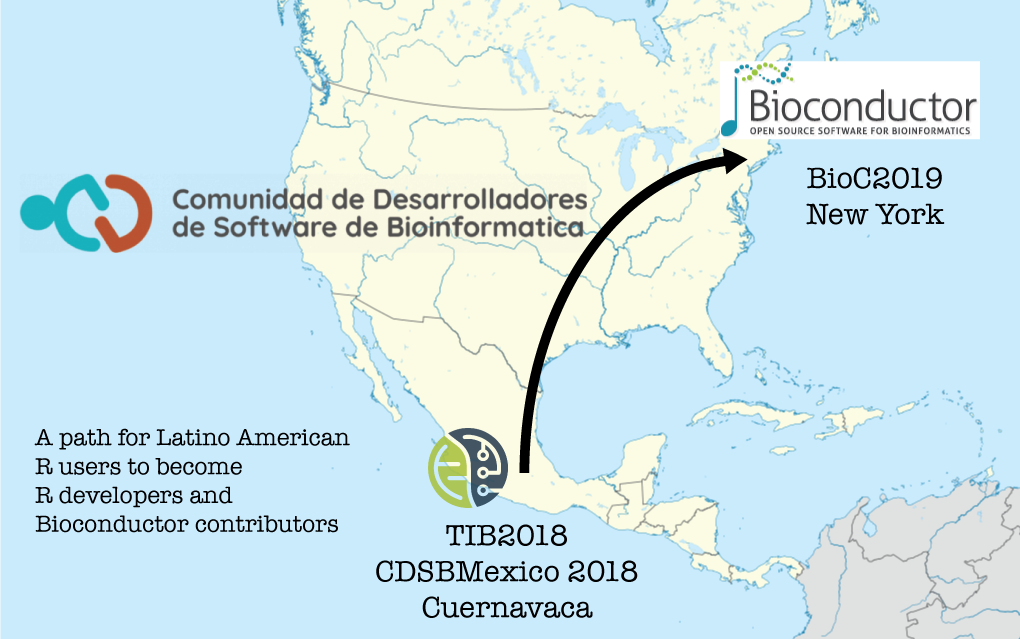 Bioconductor
OPEN SOURCE SOFTWARE FOR BIOINFORMATICS
BioC2019
New York
Comunidad de Desarrolladores
de Software de Bioinformatica
A path for Latino American
R users to become
R developers and
Bioconductor contributors
TIB2018
CDSBMexico 2018
Cuernavaca